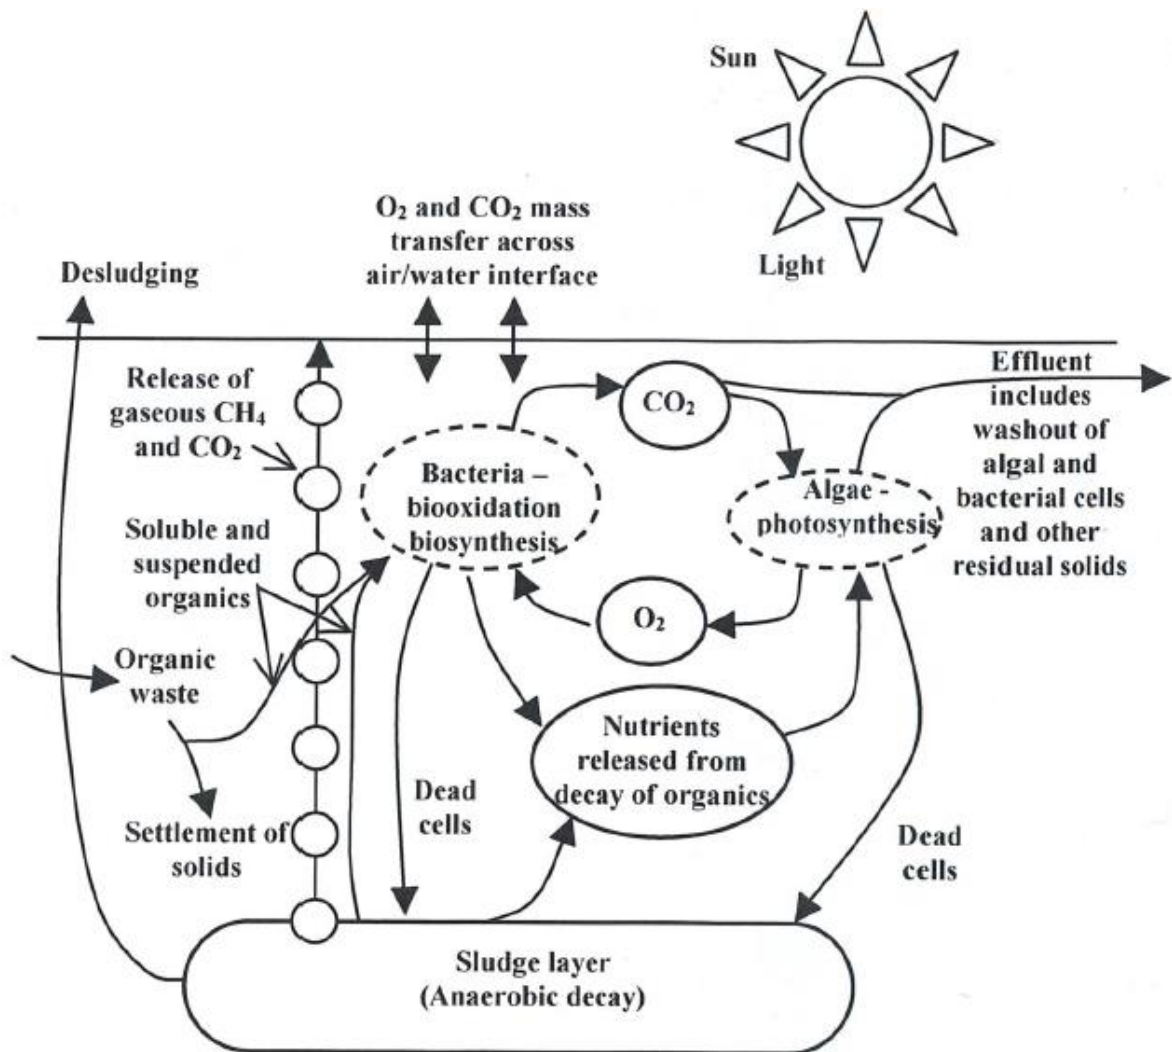 Sun
Light
O₂ and CO₂ mass
transfer across
air/water interface
Desludging
Release of
gaseous CH₄
and CO₂
CO₂
Effluent
includes
washout of
algal and
bacterial cells
and other
residual solids
Bacteria –
biooxidation
biosynthesis
Algae -
photosynthesis
Soluble and
suspended
organics
O₂
Organic
waste
Nutrients
released from
decay of organics
Dead
cells
Settlement of
solids
Dead
cells
Sludge layer
(Anaerobic decay)